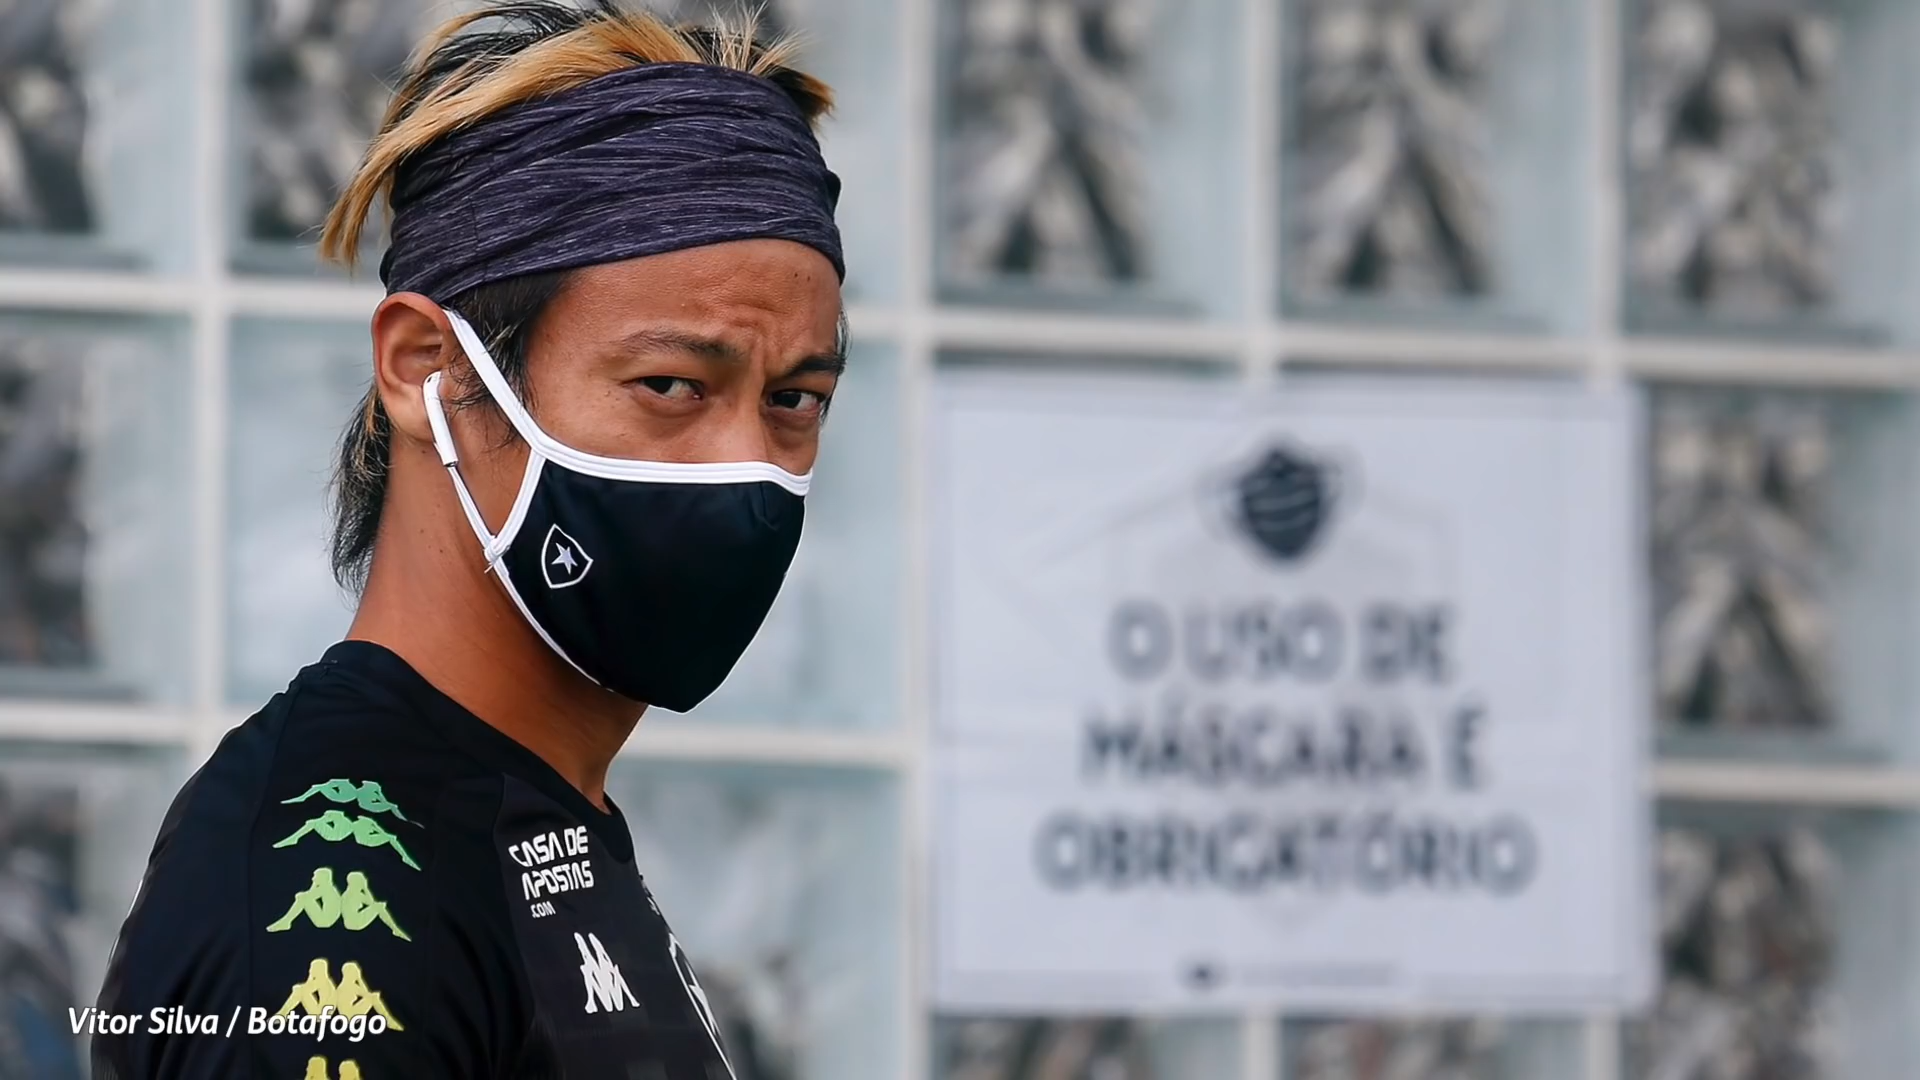 O USO DE
MÁSCARA É
OBRIGATÓRIO
CASA DE
APOSTAS
.COM
Vitor Silva / Botafogo